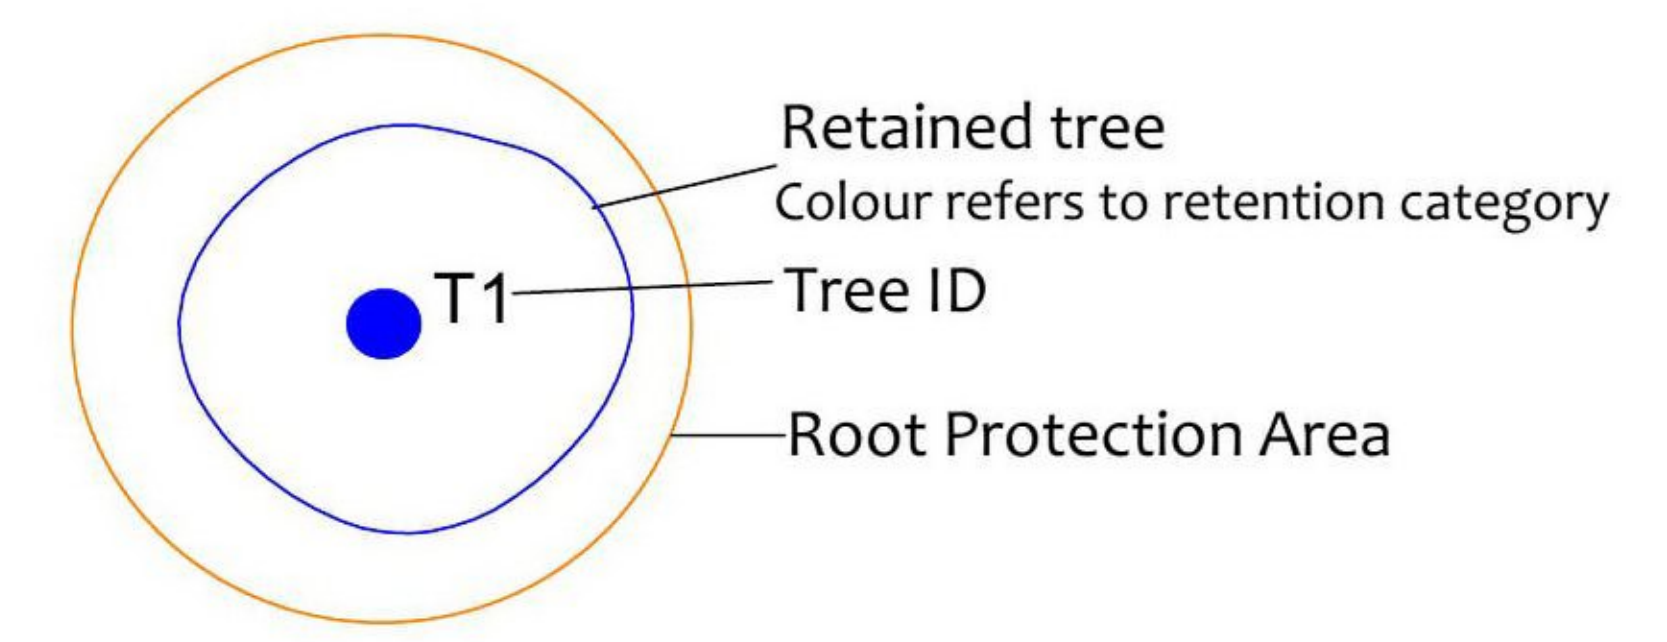 Retained tree
Colour refers to retention category
T1
Tree ID
Root Protection Area